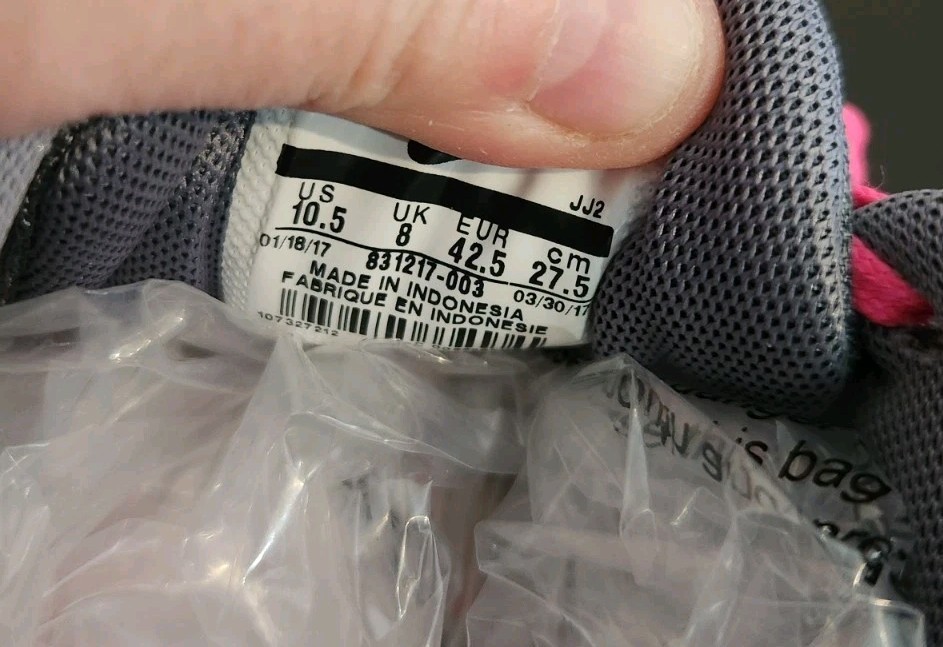 JJ2
US UK EUR cm
10.5 8 42.5 27.5
01/18/17 831217-003 03/30/17
MADE IN INDONESIA
FABRIQUE EN INDONESIE
107327212
is bag